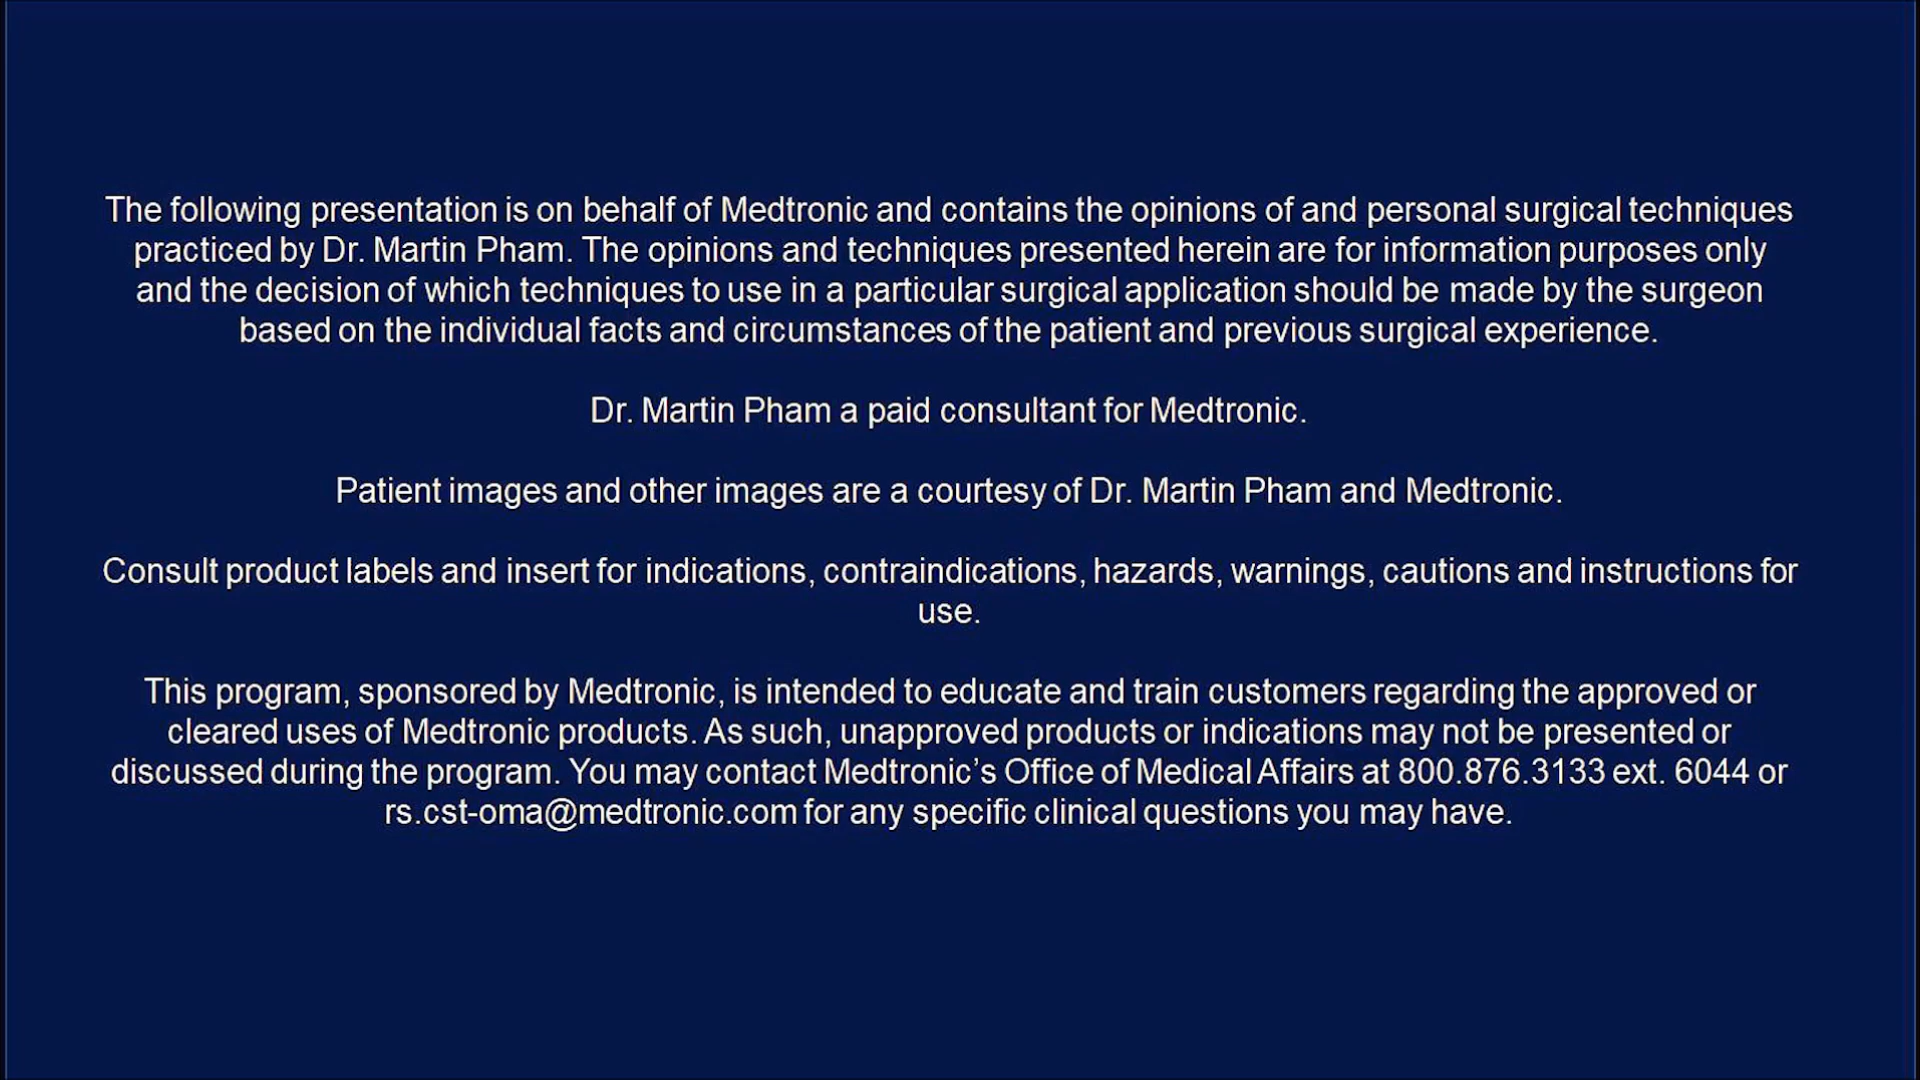 The following presentation is on behalf of Medtronic and contains the opinions of and personal surgical techniques
practiced by Dr. Martin Pham. The opinions and techniques presented herein are for information purposes only
and the decision of which techniques to use in a particular surgical application should be made by the surgeon
based on the individual facts and circumstances of the patient and previous surgical experience.
Dr. Martin Pham a paid consultant for Medtronic.
Patient images and other images are a courtesy of Dr. Martin Pham and Medtronic.
Consult product labels and insert for indications, contraindications, hazards, warnings, cautions and instructions for
use.
This program, sponsored by Medtronic, is intended to educate and train customers regarding the approved or
cleared uses of Medtronic products. As such, unapproved products or indications may not be presented or
discussed during the program. You may contact Medtronic’s Office of Medical Affairs at 800.876.3133 ext. 6044 or
rs.cst-oma@medtronic.com for any specific clinical questions you may have.